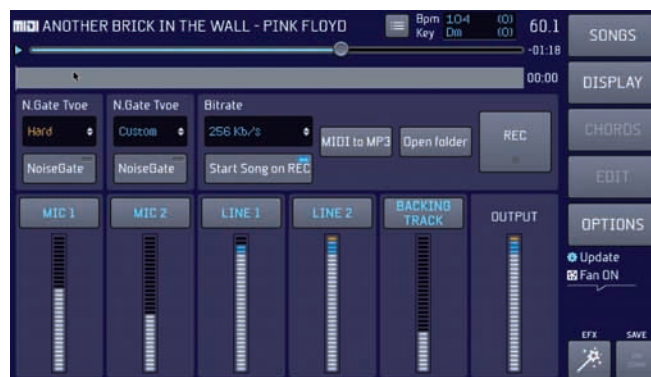 MIDI ANOTHER BRICK IN THE WALL - PINK FLOYD
Bpm 104 (0)
Key Dm (0)
60.1
-01:18
00:00
N.Gate Type N.Gate Type Bitrate
Hard Custom 256 Kb/s
MIDI to MP3 Open folder REC
NoiseGate NoiseGate Start Song on REC
MIC 1 MIC 2 LINE 1 LINE 2 BACKING TRACK OUTPUT
SONGS
DISPLAY
CHORDS
EDIT
OPTIONS
Update
Fan ON
EFX SAVE